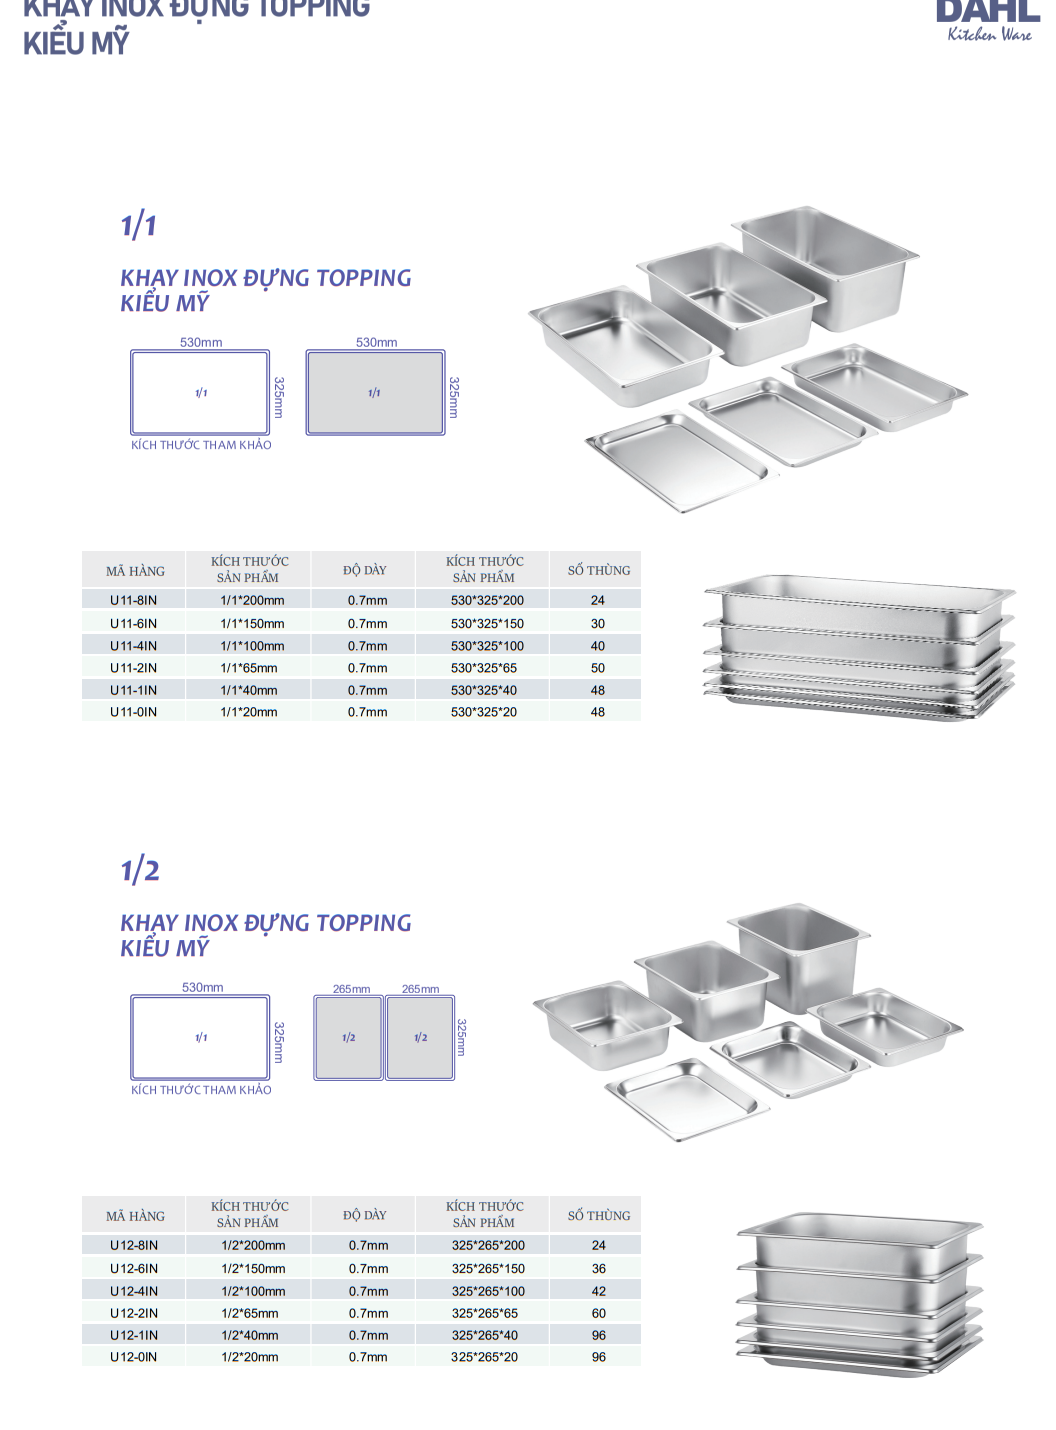 KHAY INOX ĐỰNG TOPPING
KIỂU MỸ
DAHL
Kitchen Ware
1/1
KHAY INOX ĐỰNG TOPPING
KIỂU MỸ
530mm
530mm
1/1
325mm
1/1
325mm
KÍCH THƯỚC THAM KHẢO
MÃ HÀNG
KÍCH THƯỚC
SẢN PHẨM
ĐỘ DÀY
KÍCH THƯỚC
SẢN PHẨM
SỐ THÙNG
U11-8IN 1/1*200mm 0.7mm 530*325*200 24
U11-6IN 1/1*150mm 0.7mm 530*325*150 30
U11-4IN 1/1*100mm 0.7mm 530*325*100 40
U11-2IN 1/1*65mm 0.7mm 530*325*65 50
U11-1IN 1/1*40mm 0.7mm 530*325*40 48
U11-0IN 1/1*20mm 0.7mm 530*325*20 48
1/2
KHAY INOX ĐỰNG TOPPING
KIỂU MỸ
530mm
265mm
265mm
1/1
325mm
1/2
1/2
325mm
KÍCH THƯỚC THAM KHẢO
MÃ HÀNG
KÍCH THƯỚC
SẢN PHẨM
ĐỘ DÀY
KÍCH THƯỚC
SẢN PHẨM
SỐ THÙNG
U12-8IN 1/2*200mm 0.7mm 325*265*200 24
U12-6IN 1/2*150mm 0.7mm 325*265*150 36
U12-4IN 1/2*100mm 0.7mm 325*265*100 42
U12-2IN 1/2*65mm 0.7mm 325*265*65 60
U12-1IN 1/2*40mm 0.7mm 325*265*40 96
U12-0IN 1/2*20mm 0.7mm 325*265*20 96